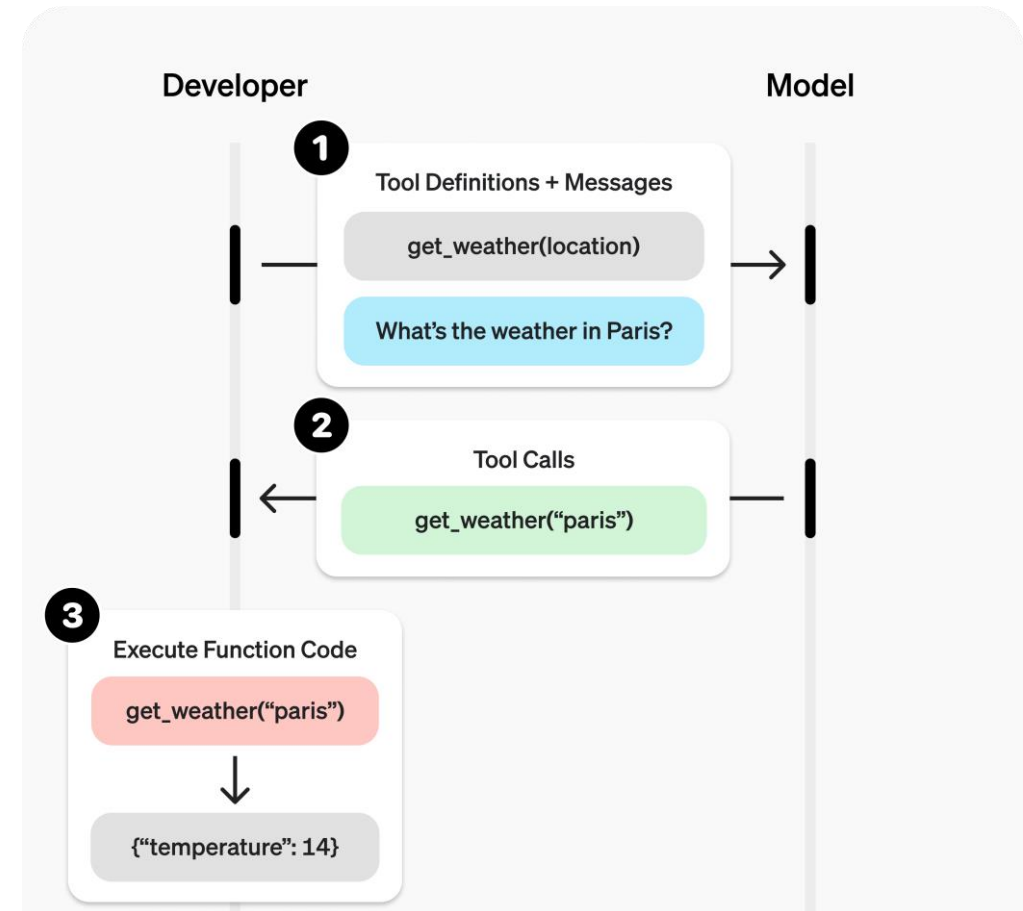 Developer
Model
1
Tool Definitions + Messages
get_weather(location)
What’s the weather in Paris?
2
Tool Calls
get_weather(“paris”)
3
Execute Function Code
get_weather(“paris”)
{“temperature”: 14}